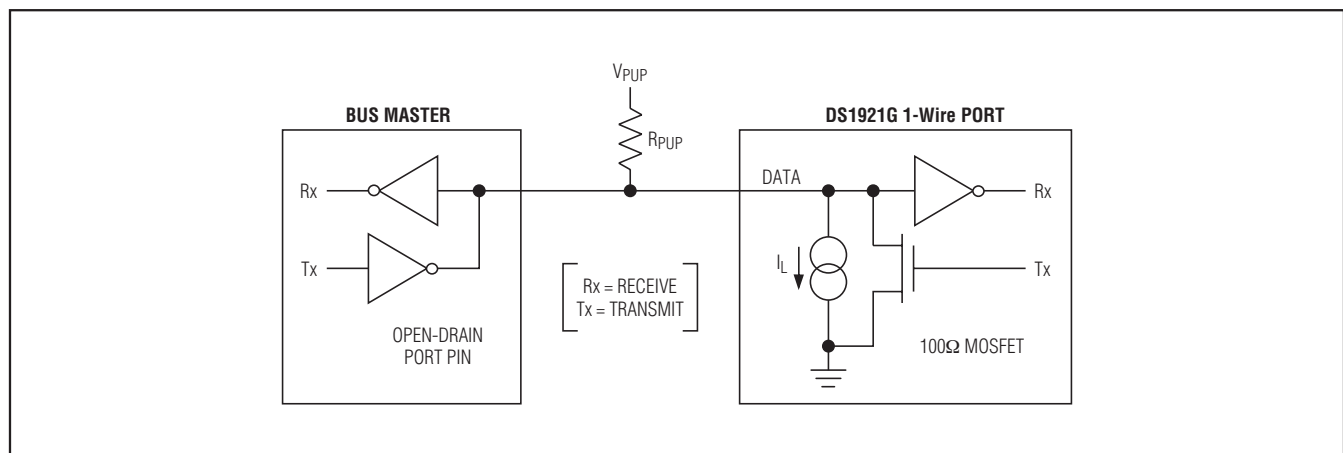 VPUP
BUS MASTER
DS1921G 1-Wire PORT
RPUP
Rx
DATA
Rx
Tx
IL
Tx
Rx = RECEIVE
Tx = TRANSMIT
OPEN-DRAIN
PORT PIN
100Ω MOSFET